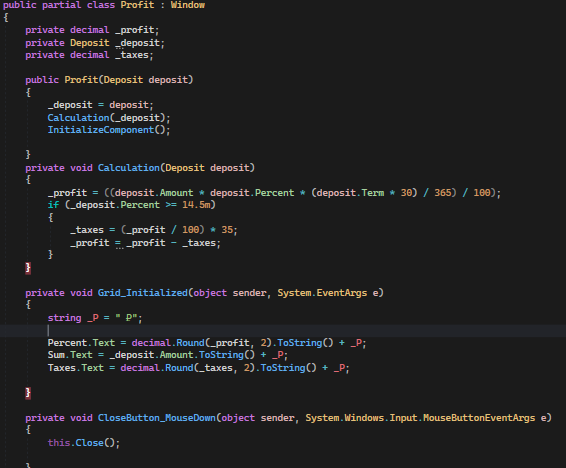 public partial class Profit : Window
{
private decimal _profit;
private Deposit _deposit;
private decimal _taxes;
public Profit(Deposit deposit)
{
_deposit = deposit;
Calculation(_deposit);
InitializeComponent();
}
private void Calculation(Deposit deposit)
{
_profit = ((deposit.Amount * deposit.Percent * (deposit.Term * 30) / 365) / 100);
if (_deposit.Percent >= 14.5m)
{
_taxes = (_profit / 100) * 35;
_profit = _profit - _taxes;
}
}
private void Grid_Initialized(object sender, System.EventArgs e)
{
string _P = " P";
Percent.Text = decimal.Round(_profit, 2).ToString() + _P;
Sum.Text = _deposit.Amount.ToString() + _P;
Taxes.Text = decimal.Round(_taxes, 2).ToString() + _P;
}
private void CloseButton_MouseDown(object sender, System.Windows.Input.MouseButtonEventArgs e)
{
this.Close();
}